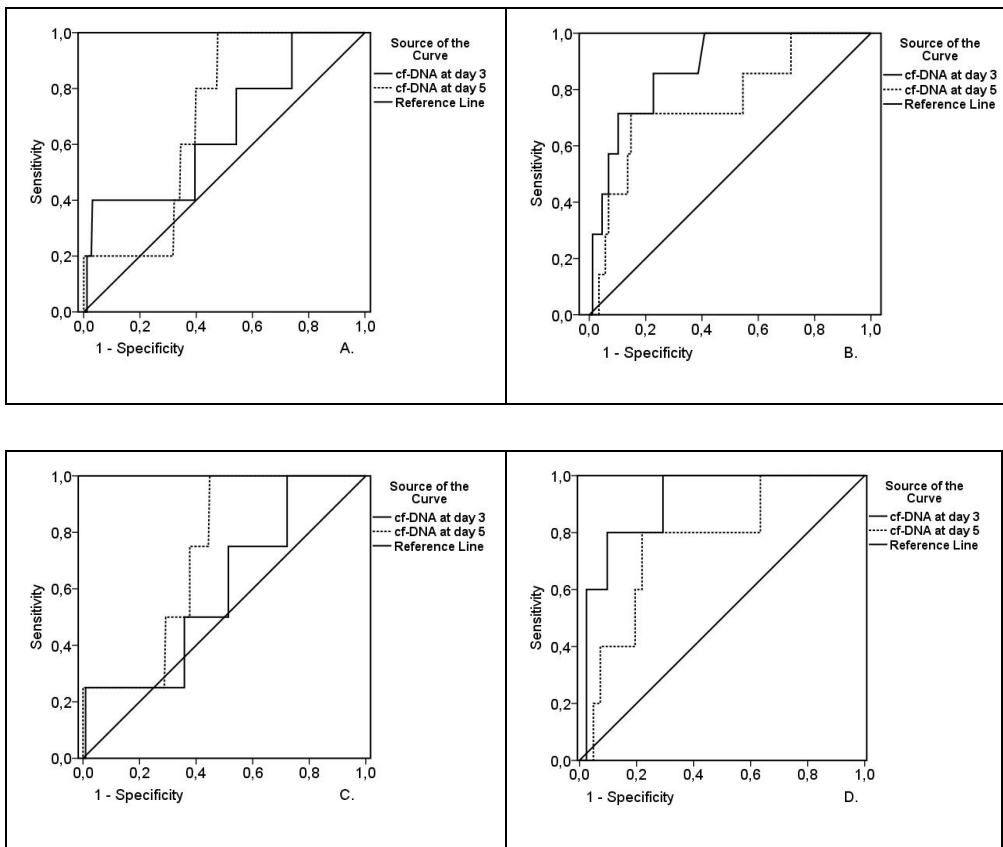 1,0
0,8
0,6
0,4
0,2
0,0
Sensitivity
0,0 0,2 0,4 0,6 0,8 1,0
1 - Specificity A.
Source of the
Curve
cf-DNA at day 3
cf-DNA at day 5
Reference Line
1,0
0,8
0,6
0,4
0,2
0,0
Sensitivity
0,0 0,2 0,4 0,6 0,8 1,0
1 - Specificity B.
Source of the
Curve
cf-DNA at day 3
cf-DNA at day 5
Reference Line
1,0
0,8
0,6
0,4
0,2
0,0
Sensitivity
0,0 0,2 0,4 0,6 0,8 1,0
1 - Specificity C.
Source of the
Curve
cf-DNA at day 3
cf-DNA at day 5
Reference Line
1,0
0,8
0,6
0,4
0,2
0,0
Sensitivity
0,0 0,2 0,4 0,6 0,8 1,0
1 - Specificity D.
Source of the
Curve
cf-DNA at day 3
cf-DNA at day 5
Reference Line